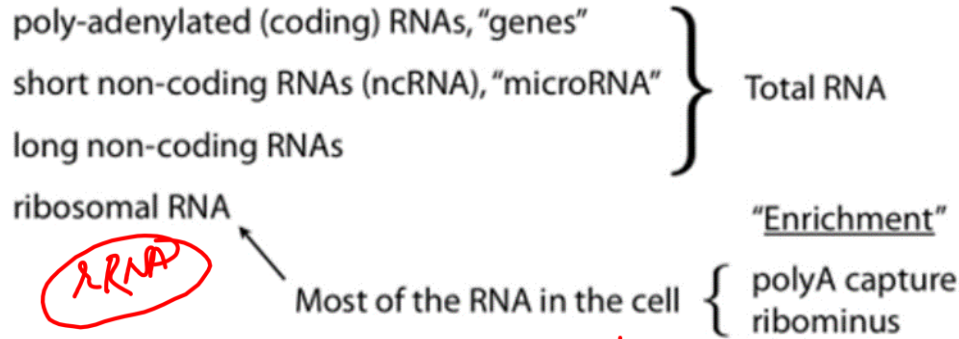 poly-adenylated (coding) RNAs, “genes”
short non-coding RNAs (ncRNA), “microRNA”
Total RNA
long non-coding RNAs
ribosomal RNA
“Enrichment”
rRNA
Most of the RNA in the cell
polyA capture
ribominus